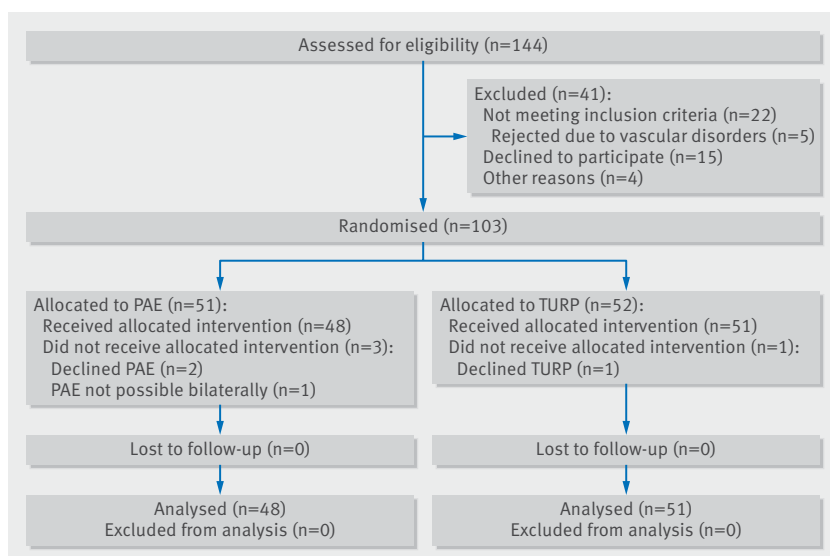 Assessed for eligibility (n=144)
Excluded (n=41):
Not meeting inclusion criteria (n=22)
Rejected due to vascular disorders (n=5)
Declined to participate (n=15)
Other reasons (n=4)
Randomised (n=103)
Allocated to PAE (n=51):
Received allocated intervention (n=48)
Did not receive allocated intervention (n=3):
Declined PAE (n=2)
PAE not possible bilaterally (n=1)
Allocated to TURP (n=52):
Received allocated intervention (n=51)
Did not receive allocated intervention (n=1):
Declined TURP (n=1)
Lost to follow-up (n=0)
Lost to follow-up (n=0)
Analysed (n=48)
Excluded from analysis (n=0)
Analysed (n=51)
Excluded from analysis (n=0)